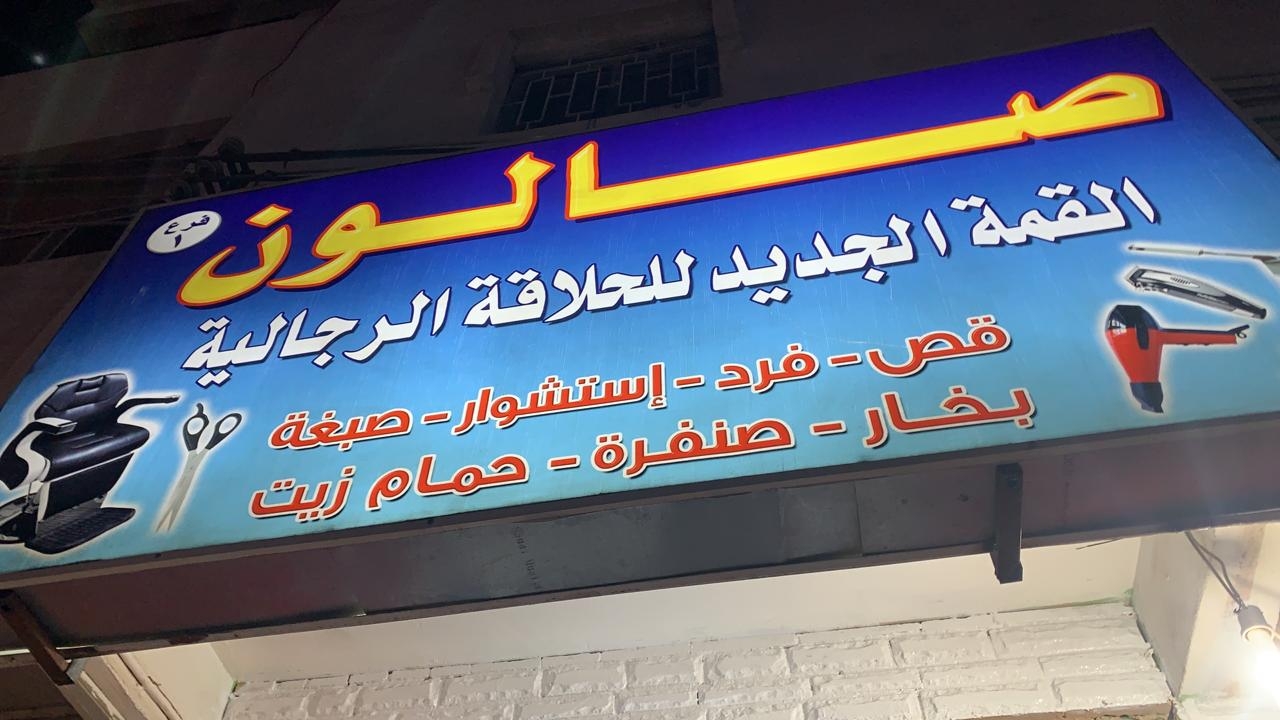 صالون
فرع ١
القمة الجديد للحلاقة الرجالية
قص - فرد - إستشوار - صبغة
بخار - صنفرة - حمام زيت